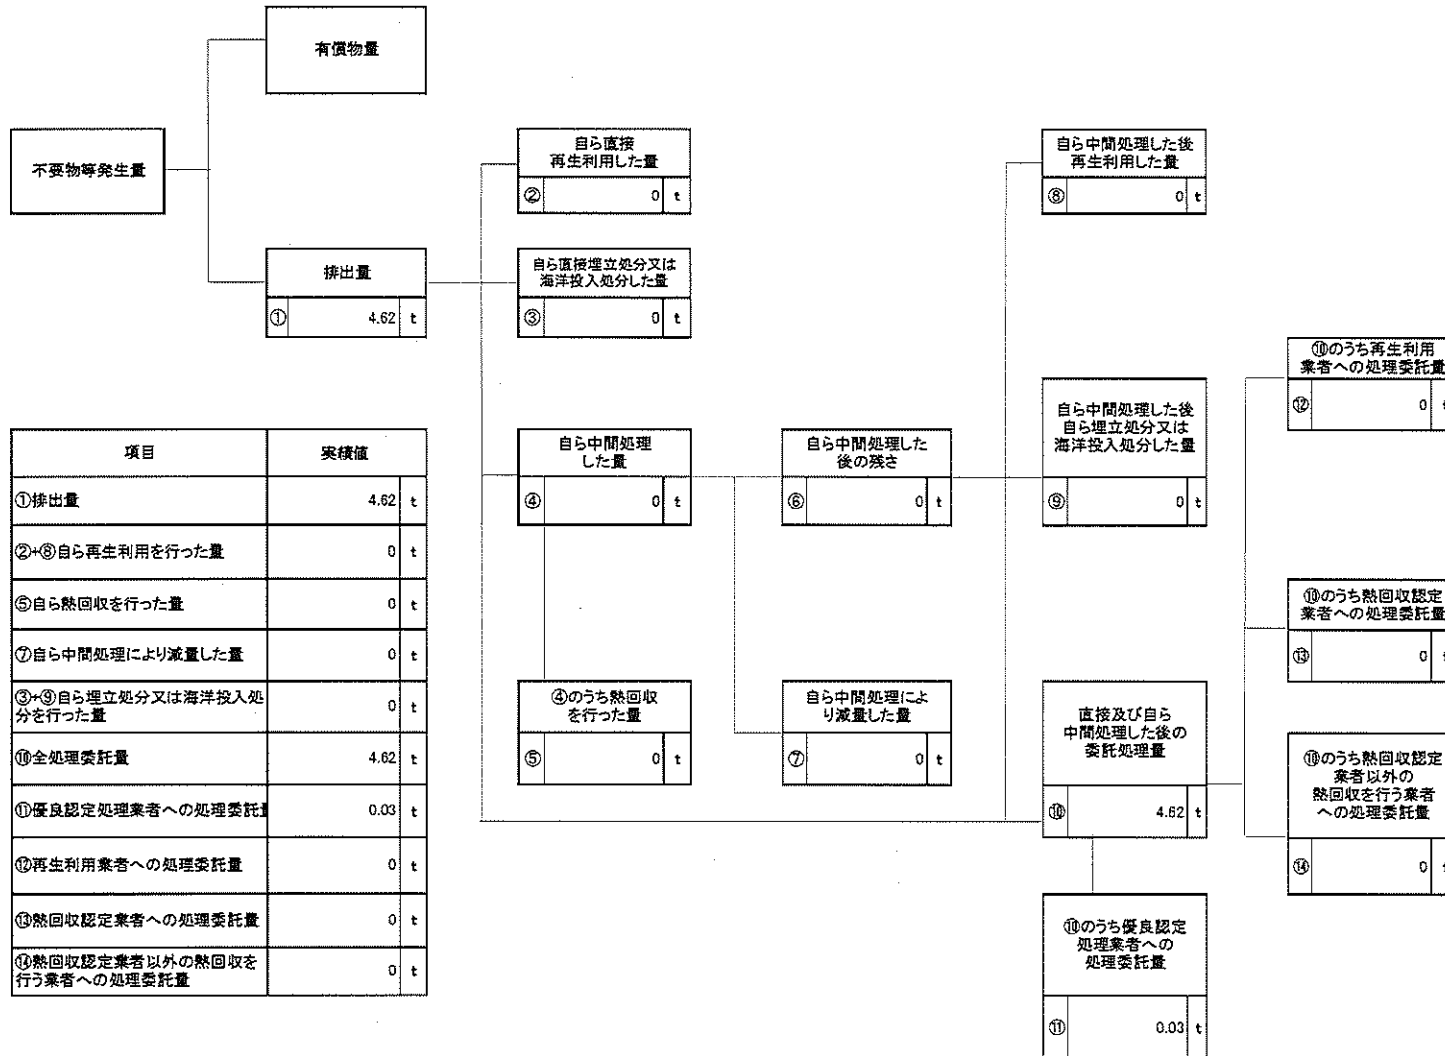 有償物量
不要物等発生量
排出量
① 4.62 t
自ら直接
再生利用した量
② 0 t
自ら直接埋立処分又は
海洋投入処分した量
③ 0 t
自ら中間処理
した量
④ 0 t
④のうち熱回収
を行った量
⑤ 0 t
自ら中間処理した
後の残さ
⑥ 0 t
自ら中間処理によ
り減量した量
⑦ 0 t
自ら中間処理した後
再生利用した量
⑧ 0 t
自ら中間処理した後
自ら埋立処分又は
海洋投入処分した量
⑨ 0 t
直接及び自ら
中間処理した後の
委託処理量
⑩ 4.62 t
⑩のうち優良認定
処理業者への
処理委託量
⑪ 0.03 t
⑩のうち再生利用
業者への処理委託量
⑫ 0 t
⑩のうち熱回収認定
業者への処理委託量
⑬ 0 t
⑩のうち熱回収認定
業者以外の
熱回収を行う業者
への処理委託量
⑭ 0 t
項目 実績値
①排出量 4.62 t
②+⑧自ら再生利用を行った量 0 t
⑤自ら熱回収を行った量 0 t
⑦自ら中間処理により減量した量 0 t
③+⑨自ら埋立処分又は海洋投入処
分を行った量 0 t
⑩全処理委託量 4.62 t
⑪優良認定処理業者への処理委託量 0.03 t
⑫再生利用業者への処理委託量 0 t
⑬熱回収認定業者への処理委託量 0 t
⑭熱回収認定業者以外の熱回収を
行う業者への処理委託量 0 t